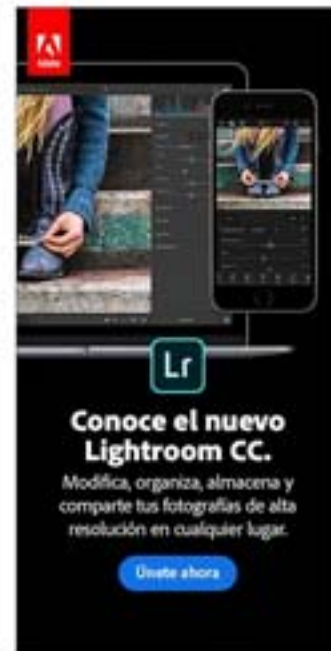 Adobe
Lr
Conoce el nuevo
Lightroom CC.
Modifica, organiza, almacena y
comparte tus fotografías de alta
resolución en cualquier lugar.
Únete ahora